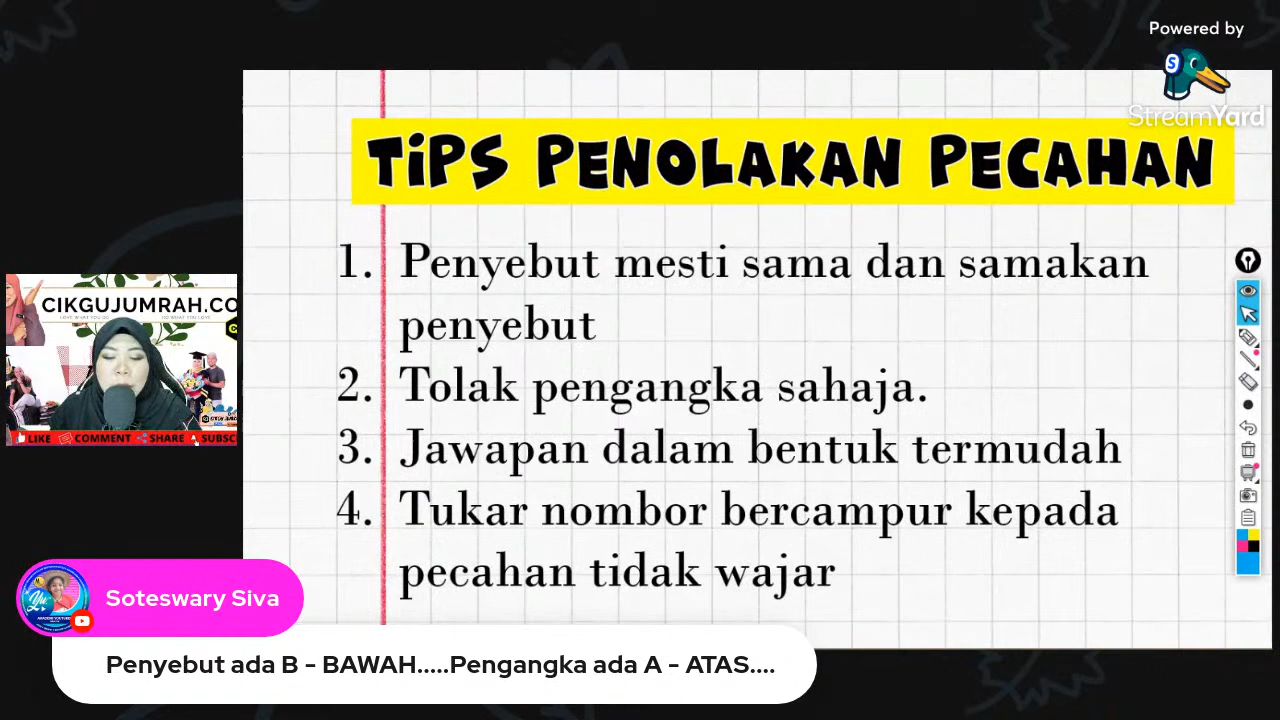 Powered by
StreamYard
TiPS PENOLAKAN PECAHAN
1. Penyebut mesti sama dan samakan
penyebut
2. Tolak pengangka sahaja.
3. Jawapan dalam bentuk termudah
4. Tukar nombor bercampur kepada
pecahan tidak wajar
CIKGUJUMRAH.CO
LIKE COMMENT SHARE SUBSC
Soteswary Siva
Penyebut ada B - BAWAH.....Pengangka ada A - ATAS....